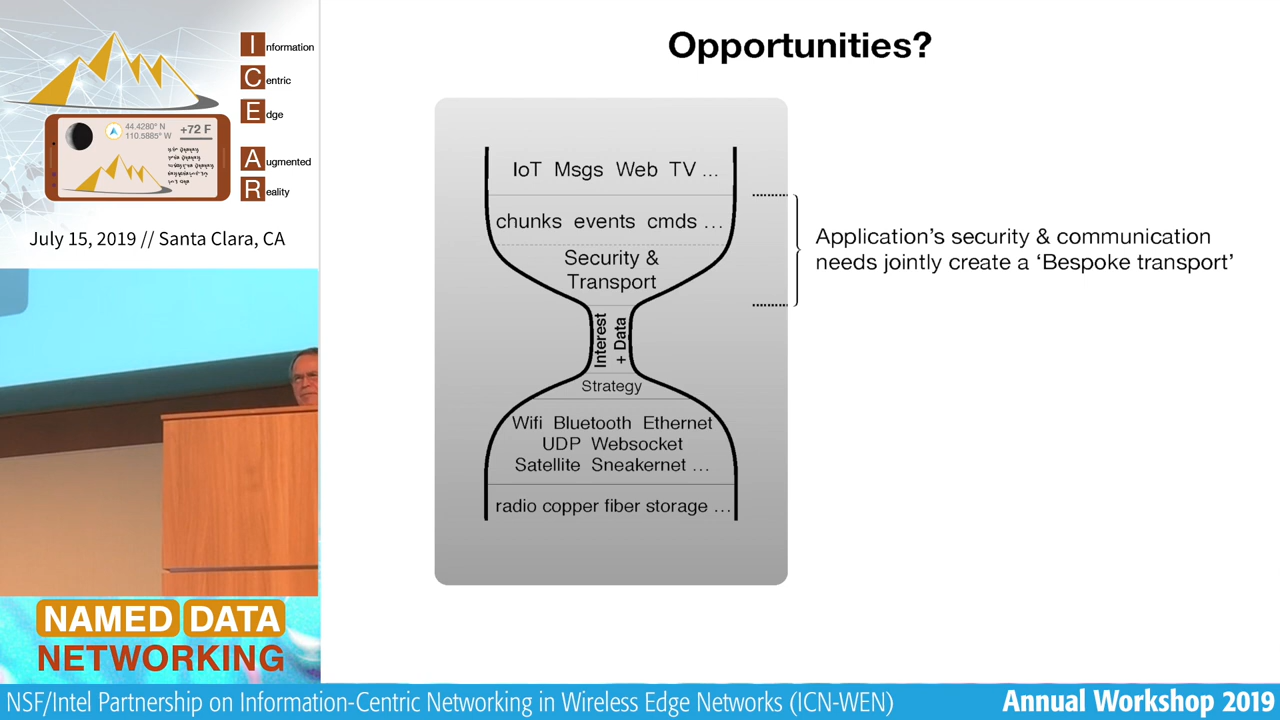 Information
Centric
Edge
Augmented
Reality
44.4280° N
110.5885° W
+72 F
July 15, 2019 // Santa Clara, CA
NAMED DATA
NETWORKING
Opportunities?
IoT Msgs Web TV ...
chunks events cmds ...
Security &
Transport
Interest
+ Data
Strategy
Wifi Bluetooth Ethernet
UDP Websocket
Satellite Sneakernet ...
radio copper fiber storage ...
Application’s security & communication
needs jointly create a ‘Bespoke transport’
NSF/Intel Partnership on Information-Centric Networking in Wireless Edge Networks (ICN-WEN)
Annual Workshop 2019